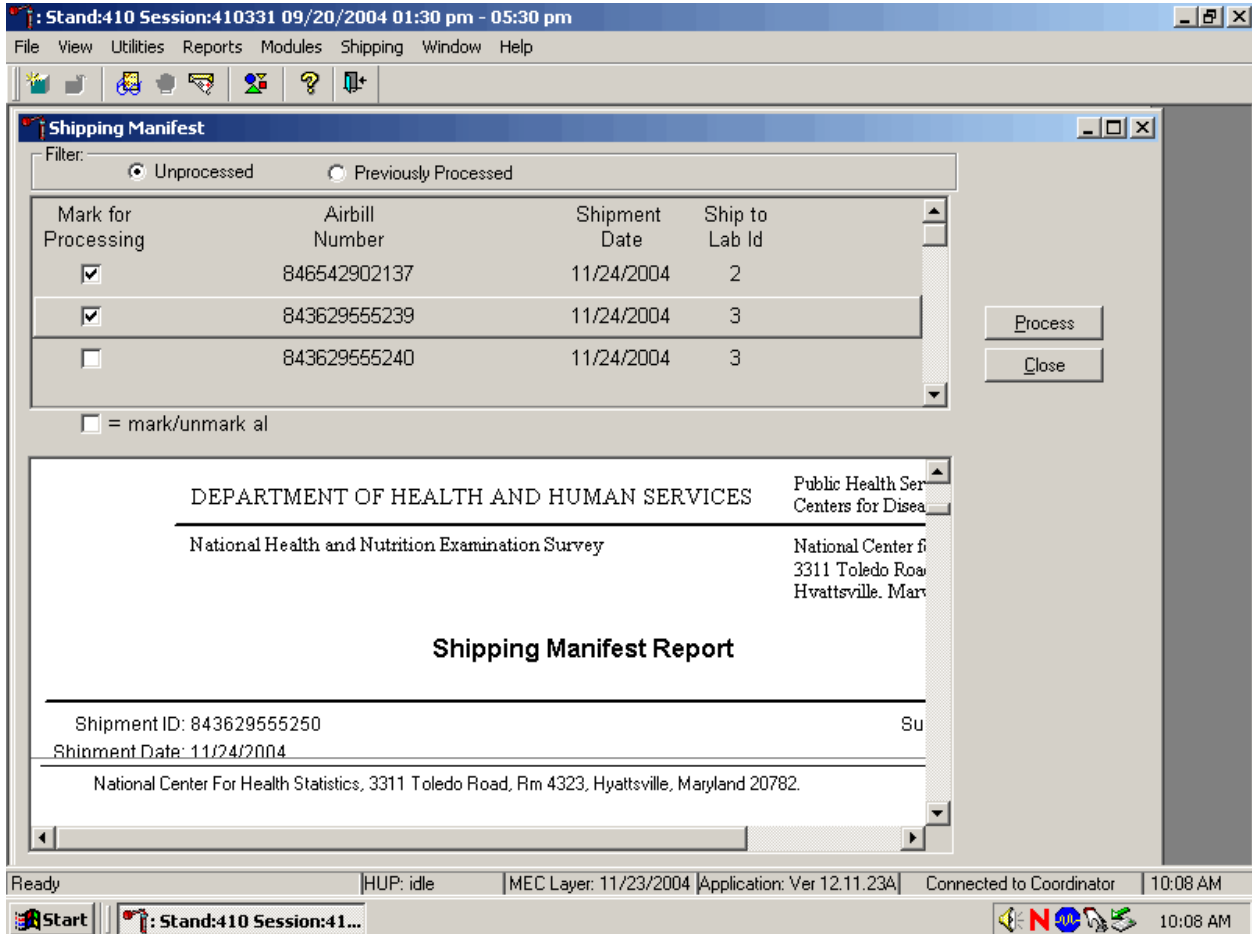 : Stand:410 Session:410331 09/20/2004 01:30 pm - 05:30 pm
File View Utilities Reports Modules Shipping Window Help
Shipping Manifest
Filter:
Unprocessed Previously Processed
Mark for Processing Airbill Number Shipment Date Ship to Lab Id
846542902137 11/24/2004 2
843629555239 11/24/2004 3
843629555240 11/24/2004 3
Process
Close
= mark/unmark al
DEPARTMENT OF HEALTH AND HUMAN SERVICES
Public Health Ser
Centers for Disea
National Health and Nutrition Examination Survey
National Center f
3311 Toledo Roa
Hyattsville, Mary
Shipping Manifest Report
Shipment ID: 843629555250 Su
Shipment Date: 11/24/2004
National Center For Health Statistics, 3311 Toledo Road, Rm 4323, Hyattsville, Maryland 20782.
Ready HUP: idle MEC Layer: 11/23/2004 Application: Ver 12.11.23A Connected to Coordinator 10:08 AM
Start : Stand:410 Session:41... N 10:08 AM